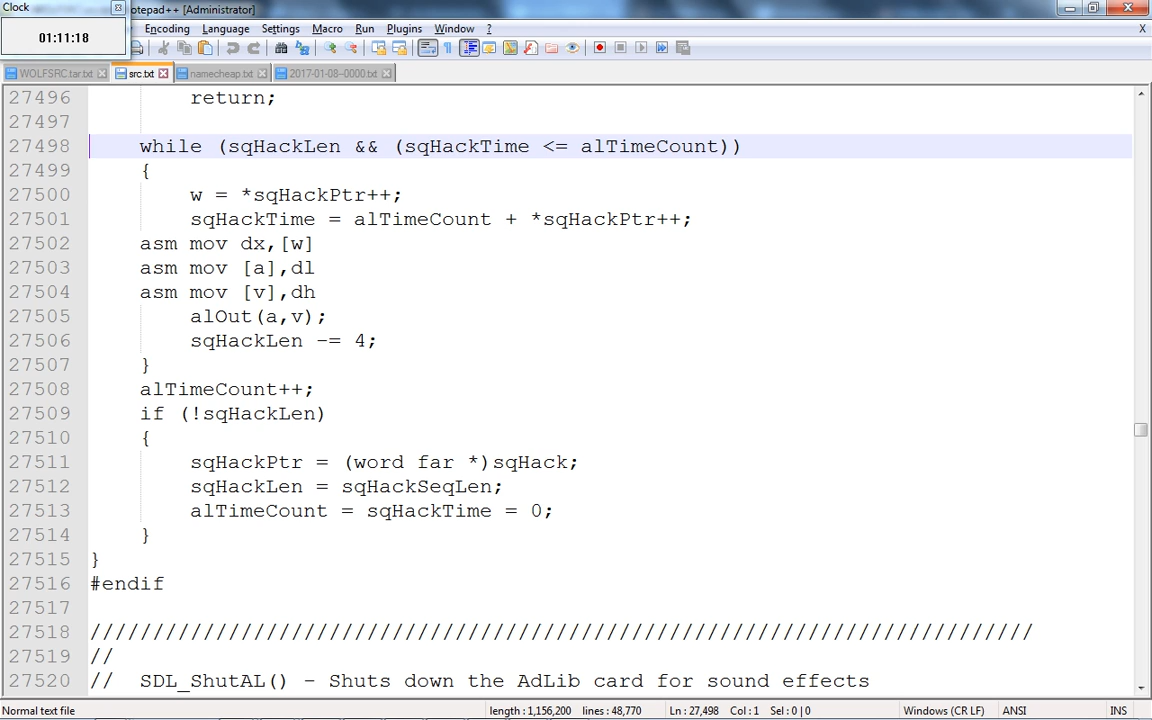 Clock
otepad++ [Administrator]
01:11:18
Encoding Language Settings Macro Run Plugins Window ?
X
WOLFSRC.tar.txt src.txt namecheap.txt 2017-01-08--0000.txt
27496 return;
27497
27498 while (sqHackLen && (sqHackTime <= alTimeCount))
27499 {
27500 w = *sqHackPtr++;
27501 sqHackTime = alTimeCount + *sqHackPtr++;
27502 asm mov dx,[w]
27503 asm mov [a],dl
27504 asm mov [v],dh
27505 alOut(a,v);
27506 sqHackLen -= 4;
27507 }
27508 alTimeCount++;
27509 if (!sqHackLen)
27510 {
27511 sqHackPtr = (word far *)sqHack;
27512 sqHackLen = sqHackSeqLen;
27513 alTimeCount = sqHackTime = 0;
27514 }
27515 }
27516 #endif
27517
27518 ///////////////////////////////////////////////////////////////////////////
27519 //
27520 // SDL_ShutAL() - Shuts down the AdLib card for sound effects
Normal text file length : 1,156,200 lines : 48,770 Ln : 27,498 Col : 1 Sel : 0 | 0 Windows (CR LF) ANSI INS